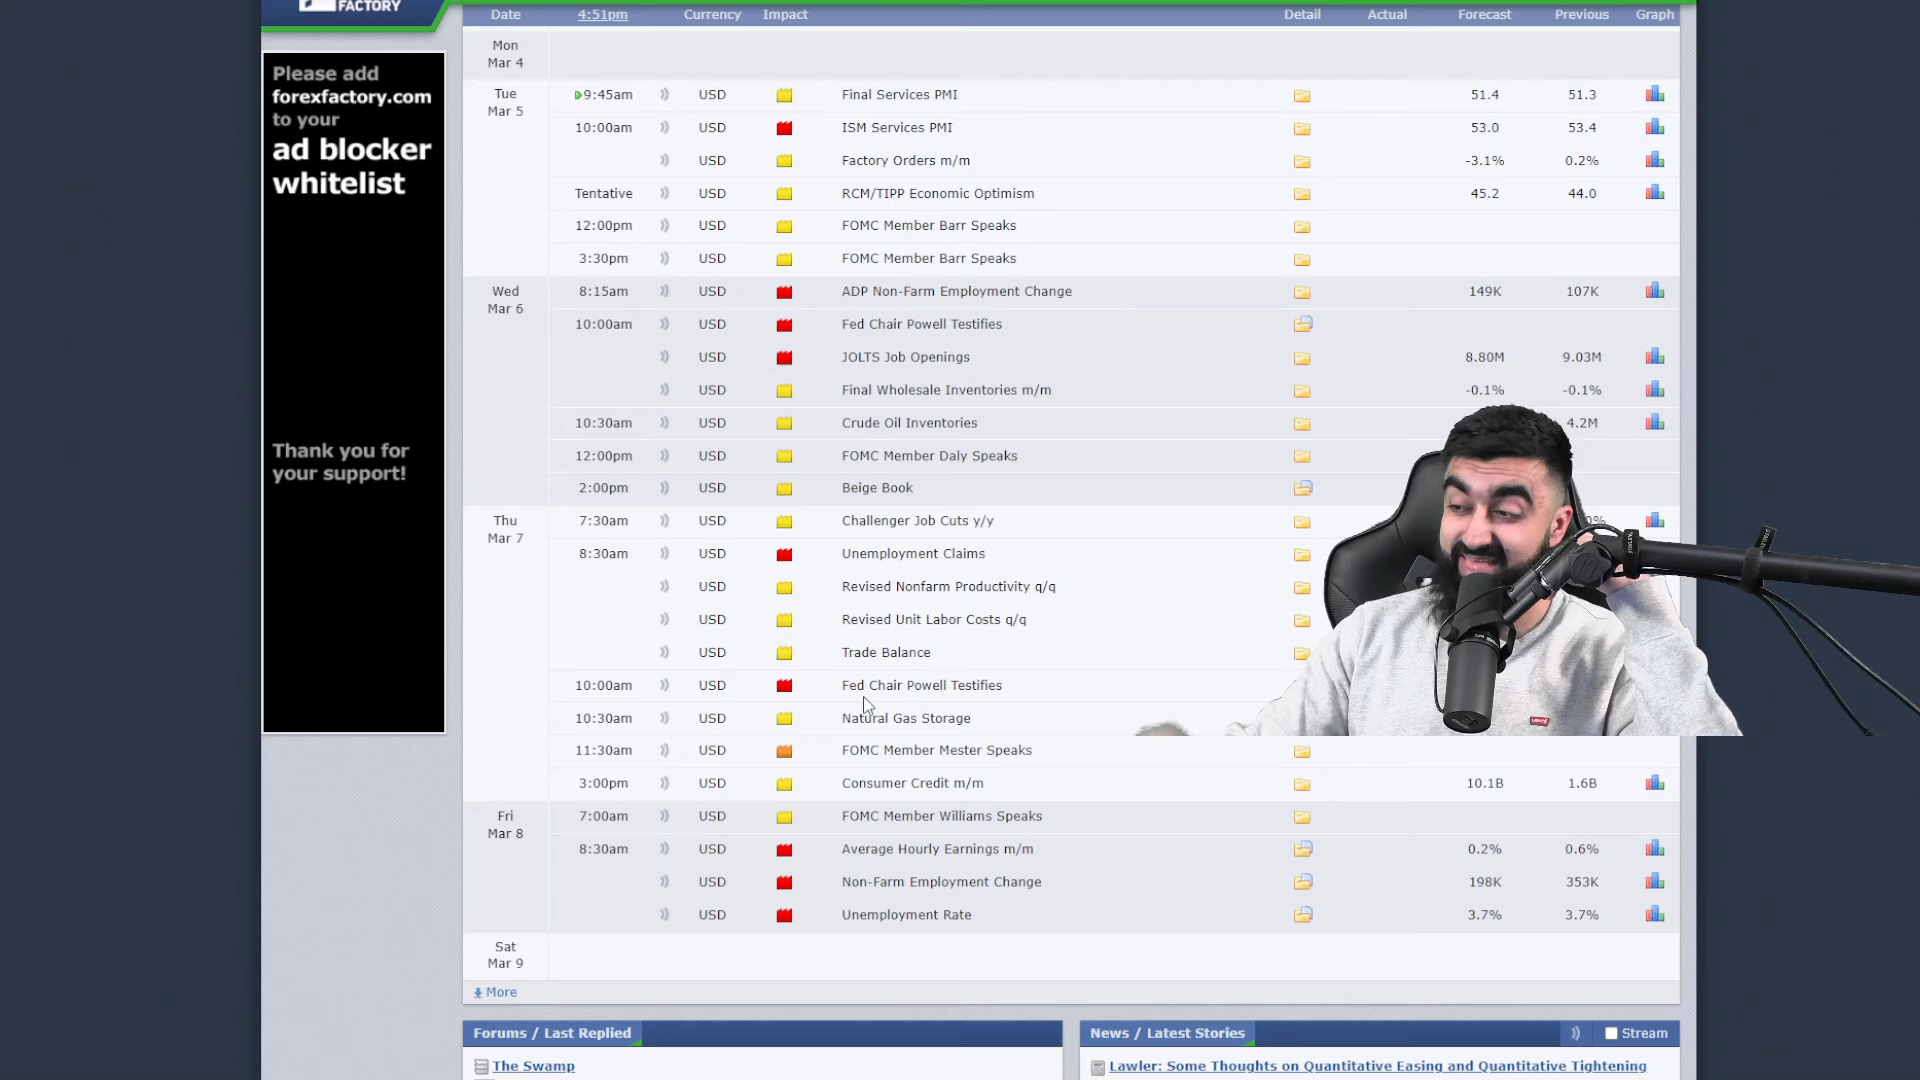 FACTORY
Date 4:51pm Currency Impact Detail Actual Forecast Previous Graph
Please add
forexfactory.com
to your
ad blocker
whitelist
Thank you for
your support!
Mon
Mar 4
Tue
Mar 5
9:45am USD Final Services PMI 51.4 51.3
10:00am USD ISM Services PMI 53.0 53.4
USD Factory Orders m/m -3.1% 0.2%
Tentative USD RCM/TIPP Economic Optimism 45.2 44.0
12:00pm USD FOMC Member Barr Speaks
3:30pm USD FOMC Member Barr Speaks
Wed
Mar 6
8:15am USD ADP Non-Farm Employment Change 149K 107K
10:00am USD Fed Chair Powell Testifies
USD JOLTS Job Openings 8.80M 9.03M
USD Final Wholesale Inventories m/m -0.1% -0.1%
10:30am USD Crude Oil Inventories 4.2M
12:00pm USD FOMC Member Daly Speaks
2:00pm USD Beige Book
Thu
Mar 7
7:30am USD Challenger Job Cuts y/y
8:30am USD Unemployment Claims
USD Revised Nonfarm Productivity q/q
USD Revised Unit Labor Costs q/q
USD Trade Balance
10:00am USD Fed Chair Powell Testifies
10:30am USD Natural Gas Storage
11:30am USD FOMC Member Mester Speaks
3:00pm USD Consumer Credit m/m 10.1B 1.6B
Fri
Mar 8
7:00am USD FOMC Member Williams Speaks
8:30am USD Average Hourly Earnings m/m 0.2% 0.6%
USD Non-Farm Employment Change 198K 353K
USD Unemployment Rate 3.7% 3.7%
Sat
Mar 9
More
Forums / Last Replied
The Swamp
News / Latest Stories Stream
Lawler: Some Thoughts on Quantitative Easing and Quantitative Tightening